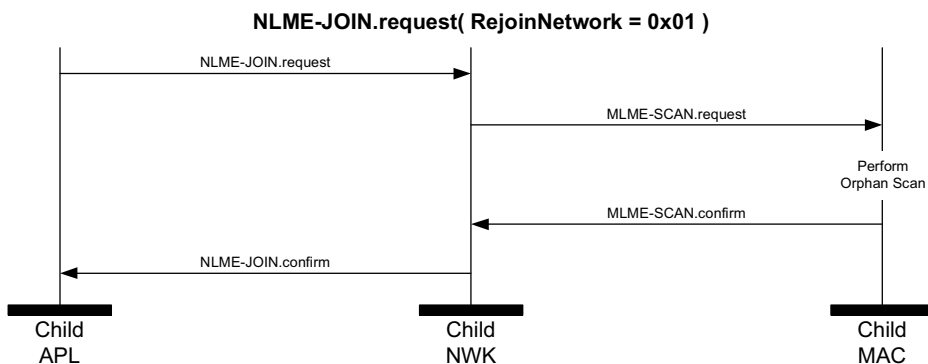 NLME-JOIN.request( RejoinNetwork = 0x01 )
NLME-JOIN.request
MLME-SCAN.request
Perform
Orphan Scan
MLME-SCAN.confirm
NLME-JOIN.confirm
Child
APL
Child
NWK
Child
MAC